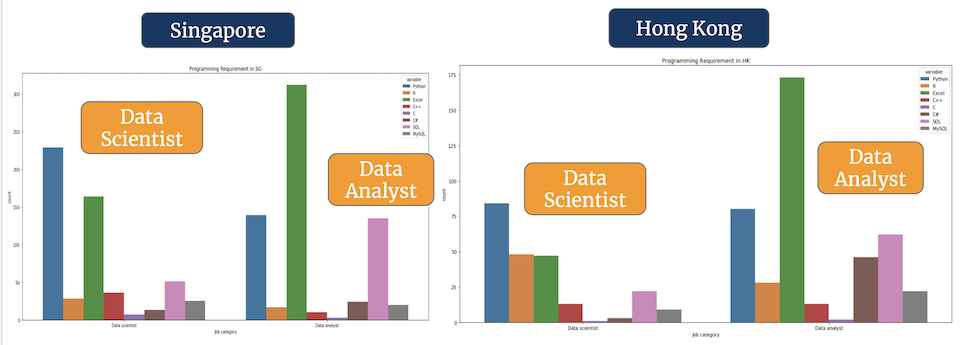 Singapore
Programming Requirement in SG
variable
Python
R
Excel
C++
C
C#
SQL
MySQL
Data
Scientist
Data
Analyst
count
300
250
200
150
100
50
0
Data scientist
Data analyst
Job category
Hong Kong
Programming Requirement in HK
variable
Python
R
Excel
C++
C
C#
SQL
MySQL
Data
Scientist
Data
Analyst
count
175
150
125
100
75
50
25
0
Data scientist
Data analyst
Job category